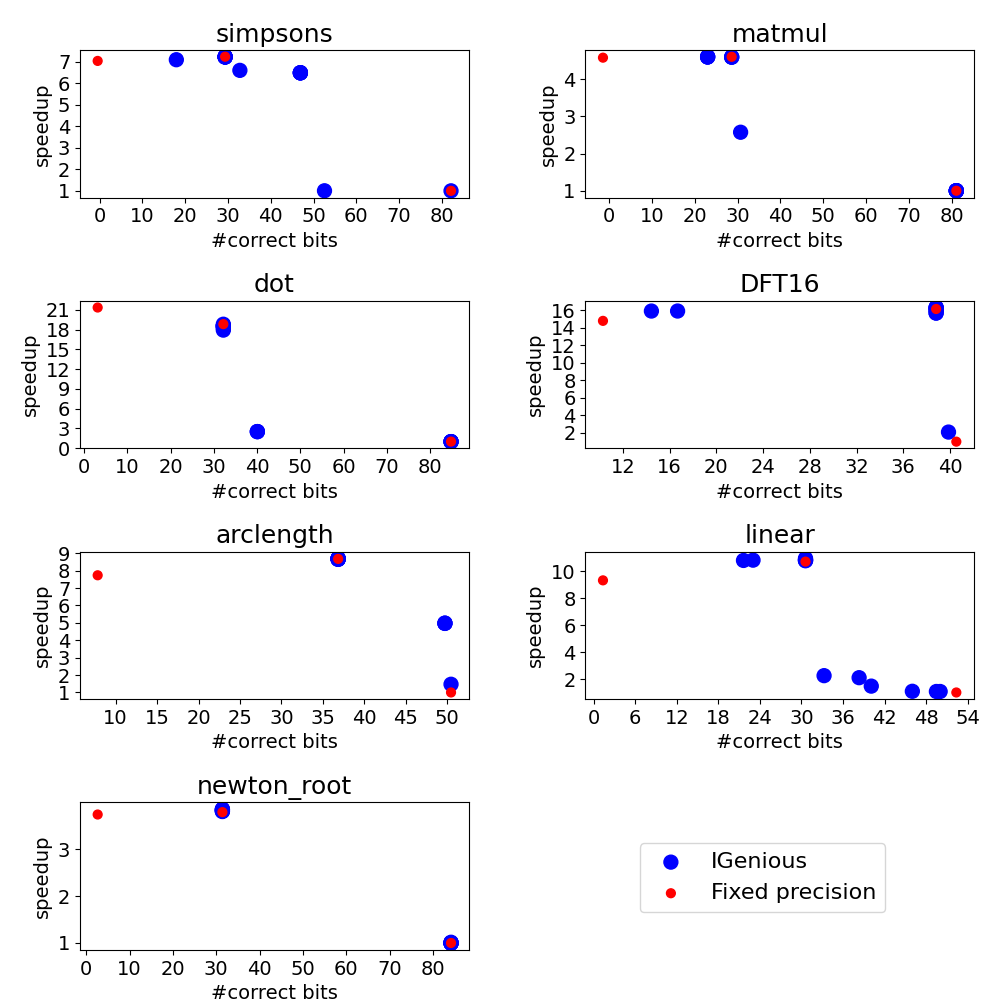 simpsons
speedup
7
6
5
4
3
2
1
0 10 20 30 40 50 60 70 80
#correct bits
matmul
speedup
4
3
2
1
0 10 20 30 40 50 60 70 80
#correct bits
dot
speedup
21
18
15
12
9
6
3
0
0 10 20 30 40 50 60 70 80
#correct bits
DFT16
speedup
16
14
12
10
8
6
4
2
12 16 20 24 28 32 36 40
#correct bits
arclength
speedup
9
8
7
6
5
4
3
2
1
10 15 20 25 30 35 40 45 50
#correct bits
linear
speedup
10
8
6
4
2
0 6 12 18 24 30 36 42 48 54
#correct bits
newton_root
speedup
3
2
1
0 10 20 30 40 50 60 70 80
#correct bits
IGenious
Fixed precision